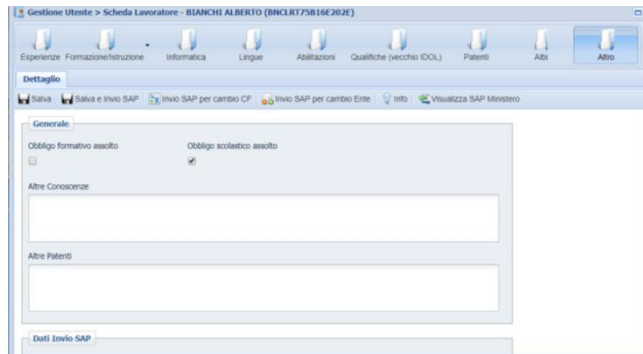 Gestione Utente > Scheda Lavoratore - BIANCHI ALBERTO (BNCLRT75B16E202E)
Esperienze Formazione/Istruzione Informatica Lingue Abilitazioni Qualifiche (vecchio IDOL) Patenti Albi Altro
Dettaglio
Salva Salva e Invio SAP Invio SAP per cambio CF Invio SAP per cambio Ente Info Visualizza SAP Ministero
Generale
Obbligo formativo assolto Obbligo scolastico assolto
Altre Conoscenze
Altre Patenti
Dati Invio SAP